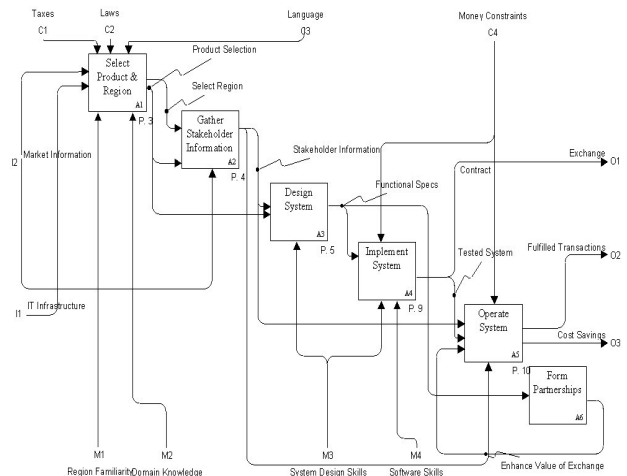 Taxes
Laws
Language
Money Constraints
C1
C2
C3
C4
Product Selection
Select
Product &
Region
A1
P. 3
Select Region
Gather
Stakeholder
Information
A2
P. 4
Market Information
I2
Stakeholder Information
Exchange
O1
Contract
Design
System
A3
P. 5
Functional Specs
Implement
System
A4
P. 9
Tested System
Fulfilled Transactions
O2
IT Infrastructure
I1
Operate
System
A5
P. 10
Cost Savings
O3
Form
Partnerships
A6
M1
M2
M3
M4
Enhance Value of Exchange
Region Familiarity
Domain Knowledge
System Design Skills
Software Skills